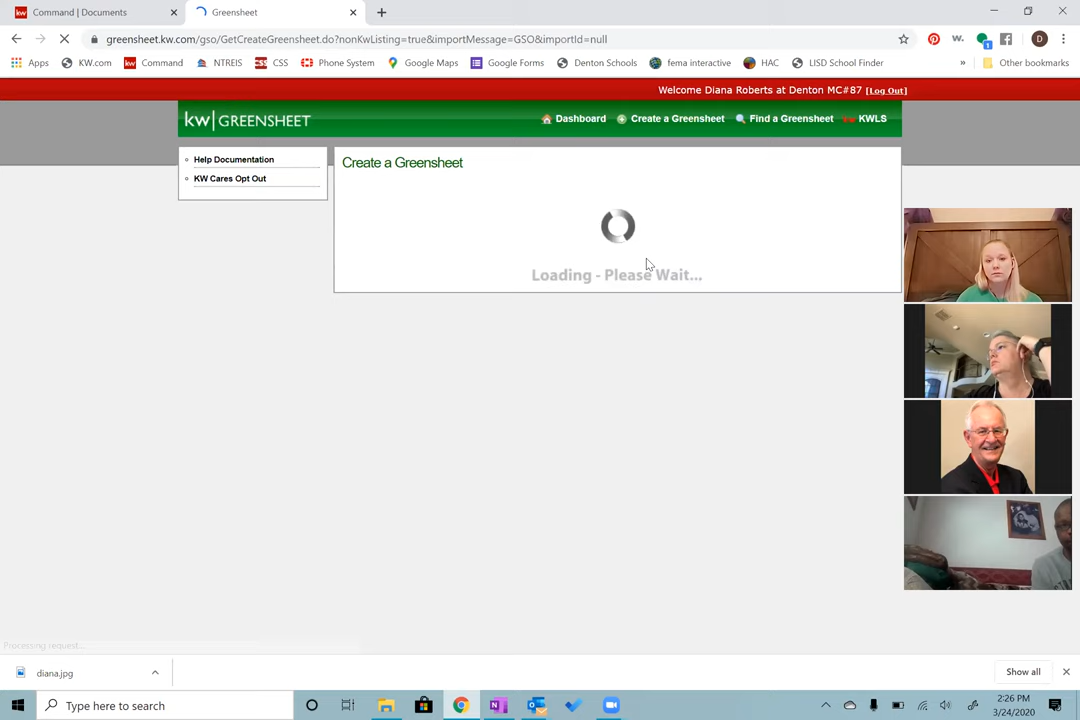 kw Command | Documents
Greensheet
greensheet.kw.com/gso/GetCreateGreensheet.do?nonKwListing=true&importMessage=GSO&importId=null
D
Apps
KW.com
kw Command
NTREIS
CSS
Phone System
Google Maps
Google Forms
Denton Schools
fema interactive
HAC
LISD School Finder
»
Other bookmarks
Welcome Diana Roberts at Denton MC#87 [Log Out]
kw | GREENSHEET
Dashboard
Create a Greensheet
Find a Greensheet
KWLS
Help Documentation
KW Cares Opt Out
Create a Greensheet
Loading - Please Wait...
Processing request...
diana.jpg
Show all
Type here to search
2:26 PM
3/24/2020